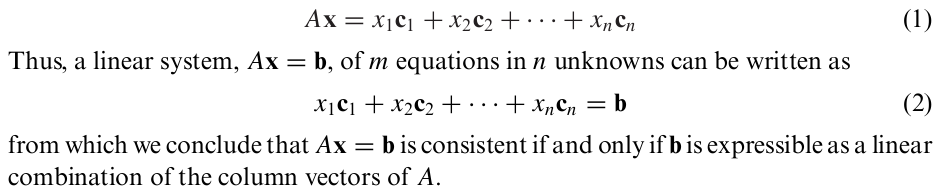 Ax = x₁c₁ + x₂c₂ + · · · + xₙcₙ (1)
Thus, a linear system, Ax = b, of m equations in n unknowns can be written as
x₁c₁ + x₂c₂ + · · · + xₙcₙ = b (2)
from which we conclude that Ax = b is consistent if and only if b is expressible as a linear
combination of the column vectors of A.